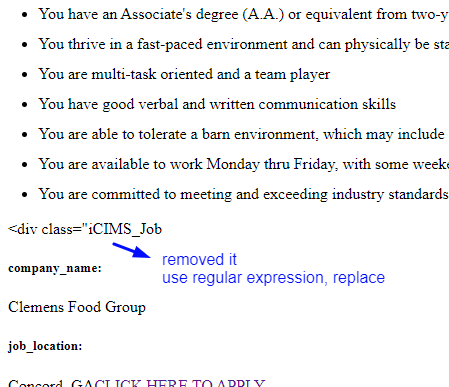 You have an Associate's degree (A.A.) or equivalent from two-y
You thrive in a fast-paced environment and can physically be sta
You are multi-task oriented and a team player
You have good verbal and written communication skills
You are able to tolerate a barn environment, which may include
You are available to work Monday thru Friday, with some weeke
You are committed to meeting and exceeding industry standards
<div class="iCIMS_Job
removed it
use regular expression, replace
company_name:
Clemens Food Group
job_location:
Concord, GACLICK HERE TO APPLY